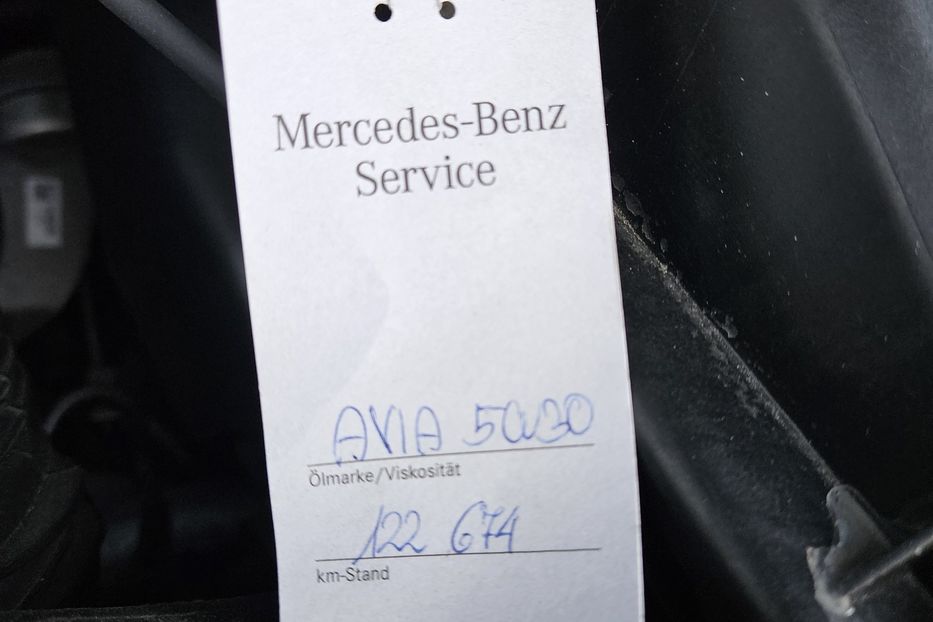 Mercedes-Benz
Service
AVIA 5W30
Ölmarke/Viskosität
122 674
km-Stand